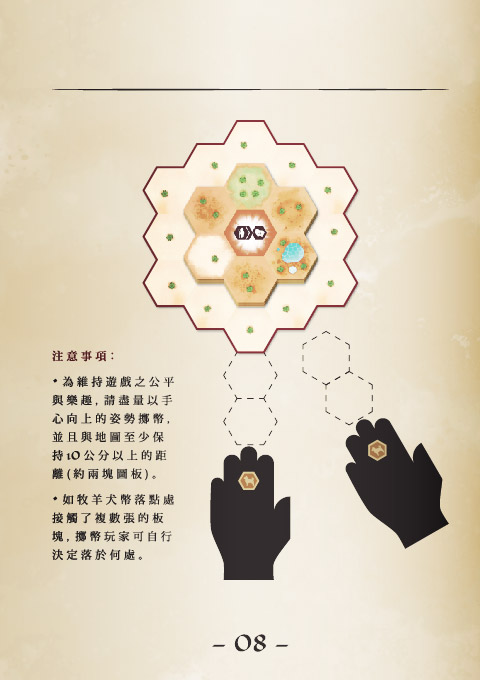 注意事項：
・為維持遊戲之公平
與樂趣，請盡量以手
心向上的姿勢擲幣，
並且與地圖至少保
持10公分以上的距
離（約兩塊圖板）。
・如牧羊犬幣落點處
接觸了複數張的板
塊，擲幣玩家可自行
決定落於何處。
– 08 –